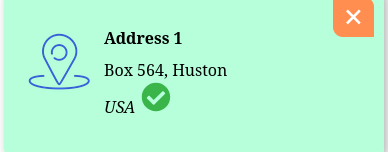 Address 1
Box 564, Huston
USA